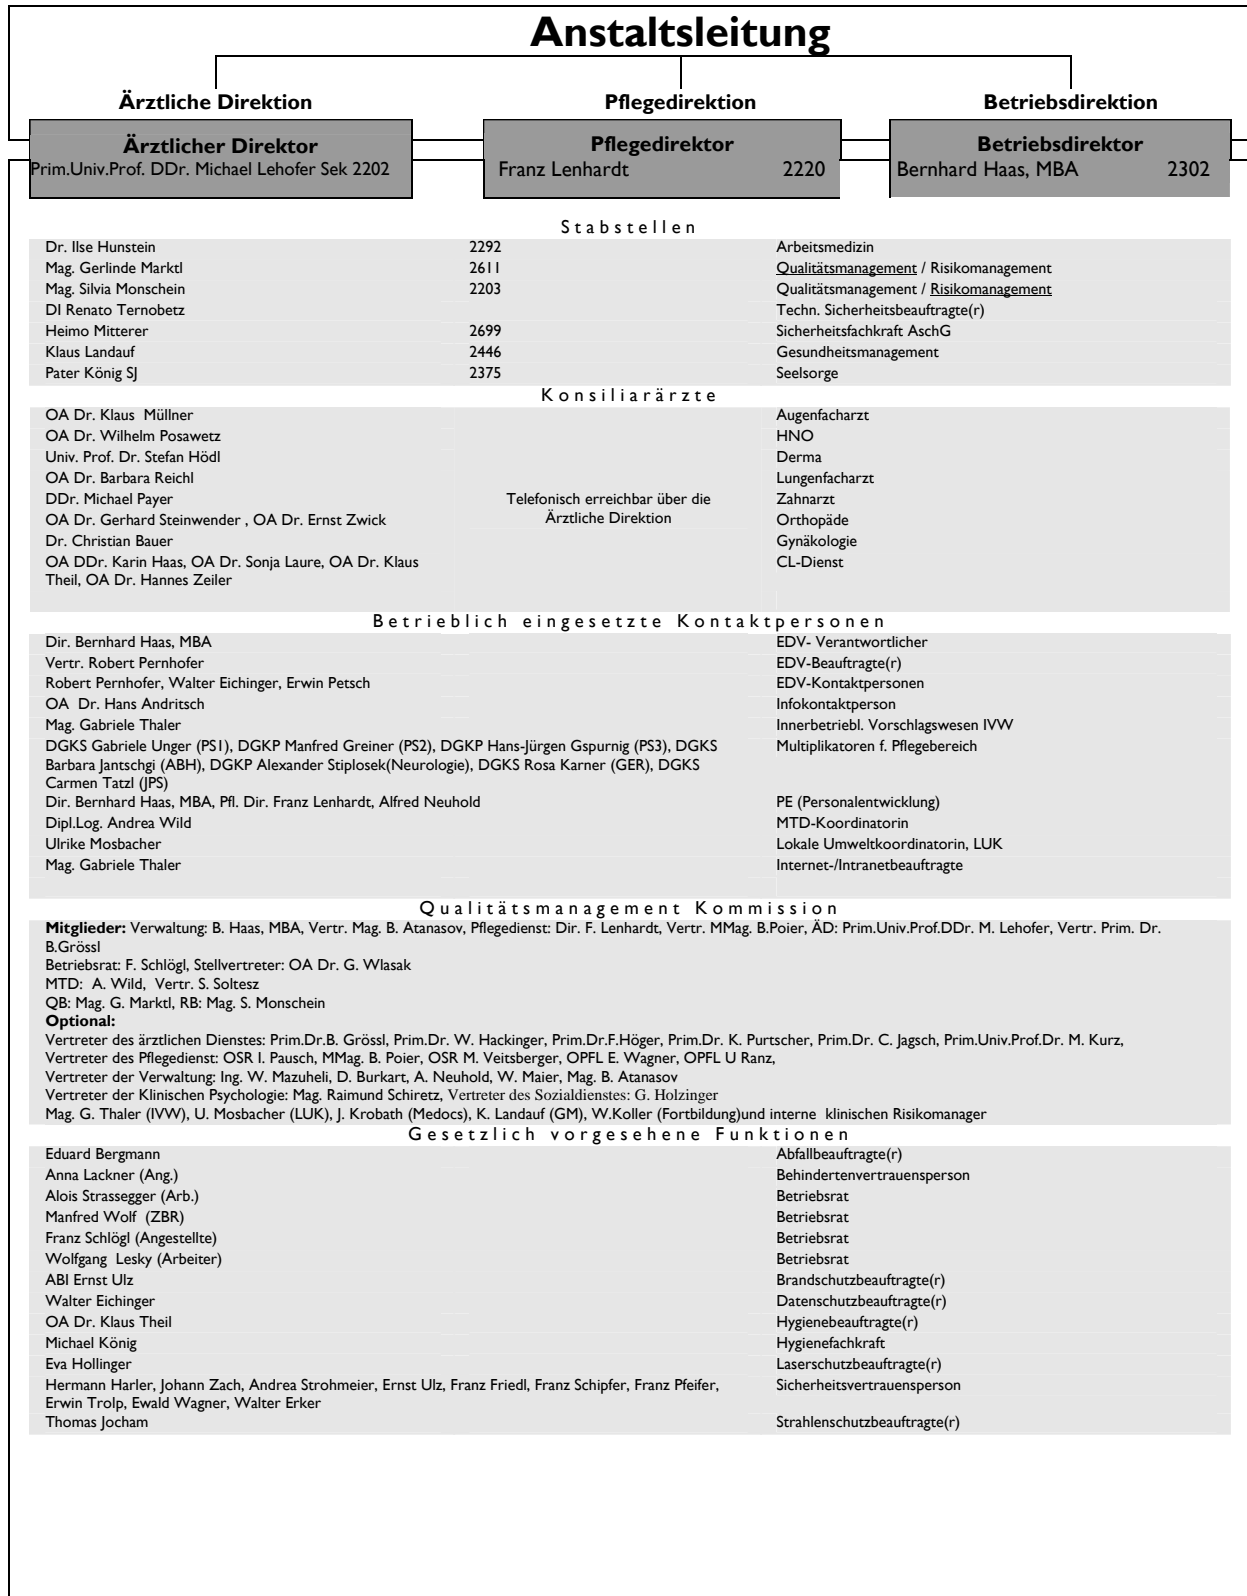 Anstaltsleitung
Ärztliche Direktion Pflegedirektion Betriebsdirektion
Ärztlicher Direktor Pflegedirektor Betriebsdirektor
Prim.Univ.Prof. DDr. Michael Lehofer Sek 2202 Franz Lenhardt 2220 Bernhard Haas, MBA 2302
Stabstellen
Dr. Ilse Hunstein 2292 Arbeitsmedizin
Mag. Gerlinde Marktl 2611 Qualitätsmanagement / Risikomanagement
Mag. Silvia Monschein 2203 Qualitätsmanagement / Risikomanagement
DI Renato Ternobetz Techn. Sicherheitsbeauftragte(r)
Heimo Mitterer 2699 Sicherheitsfachkraft AschG
Klaus Landauf 2446 Gesundheitsmanagement
Pater König SJ 2375 Seelsorge
Konsiliarärzte
OA Dr. Klaus Müllner Augenfacharzt
OA Dr. Wilhelm Posawetz HNO
Univ. Prof. Dr. Stefan Hödl Derma
OA Dr. Barbara Reichl Lungenfacharzt
DDr. Michael Payer Telefonisch erreichbar über die Zahnarzt
OA Dr. Gerhard Steinwender , OA Dr. Ernst Zwick Ärztliche Direktion Orthopäde
Dr. Christian Bauer Gynäkologie
OA DDr. Karin Haas, OA Dr. Sonja Laure, OA Dr. Klaus CL-Dienst
Theil, OA Dr. Hannes Zeiler
Betrieblich eingesetzte Kontaktpersonen
Dir. Bernhard Haas, MBA EDV- Verantwortlicher
Vertr. Robert Pernhofer EDV-Beauftragte(r)
Robert Pernhofer, Walter Eichinger, Erwin Petsch EDV-Kontaktpersonen
OA Dr. Hans Andritsch Infokontaktperson
Mag. Gabriele Thaler Innerbetriebl. Vorschlagswesen IVW
DGKS Gabriele Unger (PS1), DGKP Manfred Greiner (PS2), DGKP Hans-Jürgen Gspurnig (PS3), DGKS Multiplikatoren f. Pflegebereich
Barbara Jantschgi (ABH), DGKP Alexander Stiplosek(Neurologie), DGKS Rosa Karner (GER), DGKS
Carmen Tatzl (JPS)
Dir. Bernhard Haas, MBA, Pfl. Dir. Franz Lenhardt, Alfred Neuhold PE (Personalentwicklung)
Dipl.Log. Andrea Wild MTD-Koordinatorin
Ulrike Mosbacher Lokale Umweltkoordinatorin, LUK
Mag. Gabriele Thaler Internet-/Intranetbeauftragte
Qualitätsmanagement Kommission
Mitglieder: Verwaltung: B. Haas, MBA, Vertr. Mag. B. Atanasov, Pflegedienst: Dir. F. Lenhardt, Vertr. MMag. B.Poier, ÄD: Prim.Univ.Prof.DDr. M. Lehofer, Vertr. Prim. Dr.
B.Grössl
Betriebsrat: F. Schlögl, Stellvertreter: OA Dr. G. Wlasak
MTD: A. Wild, Vertr. S. Soltesz
QB: Mag. G. Marktl, RB: Mag. S. Monschein
Optional:
Vertreter des ärztlichen Dienstes: Prim.Dr.B. Grössl, Prim.Dr. W. Hackinger, Prim.Dr.F.Höger, Prim.Dr. K. Purtscher, Prim.Dr. C. Jagsch, Prim.Univ.Prof.Dr. M. Kurz,
Vertreter des Pflegedienst: OSR I. Pausch, MMag. B. Poier, OSR M. Veitsberger, OPFL E. Wagner, OPFL U Ranz,
Vertreter der Verwaltung: Ing. W. Mazuheli, D. Burkart, A. Neuhold, W. Maier, Mag. B. Atanasov
Vertreter der Klinischen Psychologie: Mag. Raimund Schiretz, Vertreter des Sozialdienstes: G. Holzinger
Mag. G. Thaler (IVW), U. Mosbacher (LUK), J. Krobath (Medocs), K. Landauf (GM), W.Koller (Fortbildung)und interne klinischen Risikomanager
Gesetzlich vorgesehene Funktionen
Eduard Bergmann Abfallbeauftragte(r)
Anna Lackner (Ang.) Behindertenvertrauensperson
Alois Strassegger (Arb.) Betriebsrat
Manfred Wolf (ZBR) Betriebsrat
Franz Schlögl (Angestellte) Betriebsrat
Wolfgang Lesky (Arbeiter) Betriebsrat
ABI Ernst Ulz Brandschutzbeauftragte(r)
Walter Eichinger Datenschutzbeauftragte(r)
OA Dr. Klaus Theil Hygienebeauftragte(r)
Michael König Hygienefachkraft
Eva Hollinger Laserschutzbeauftragte(r)
Hermann Harler, Johann Zach, Andrea Strohmeier, Ernst Ulz, Franz Friedl, Franz Schipfer, Franz Pfeifer, Sicherheitsvertrauensperson
Erwin Trolp, Ewald Wagner, Walter Erker
Thomas Jocham Strahlenschutzbeauftragte(r)